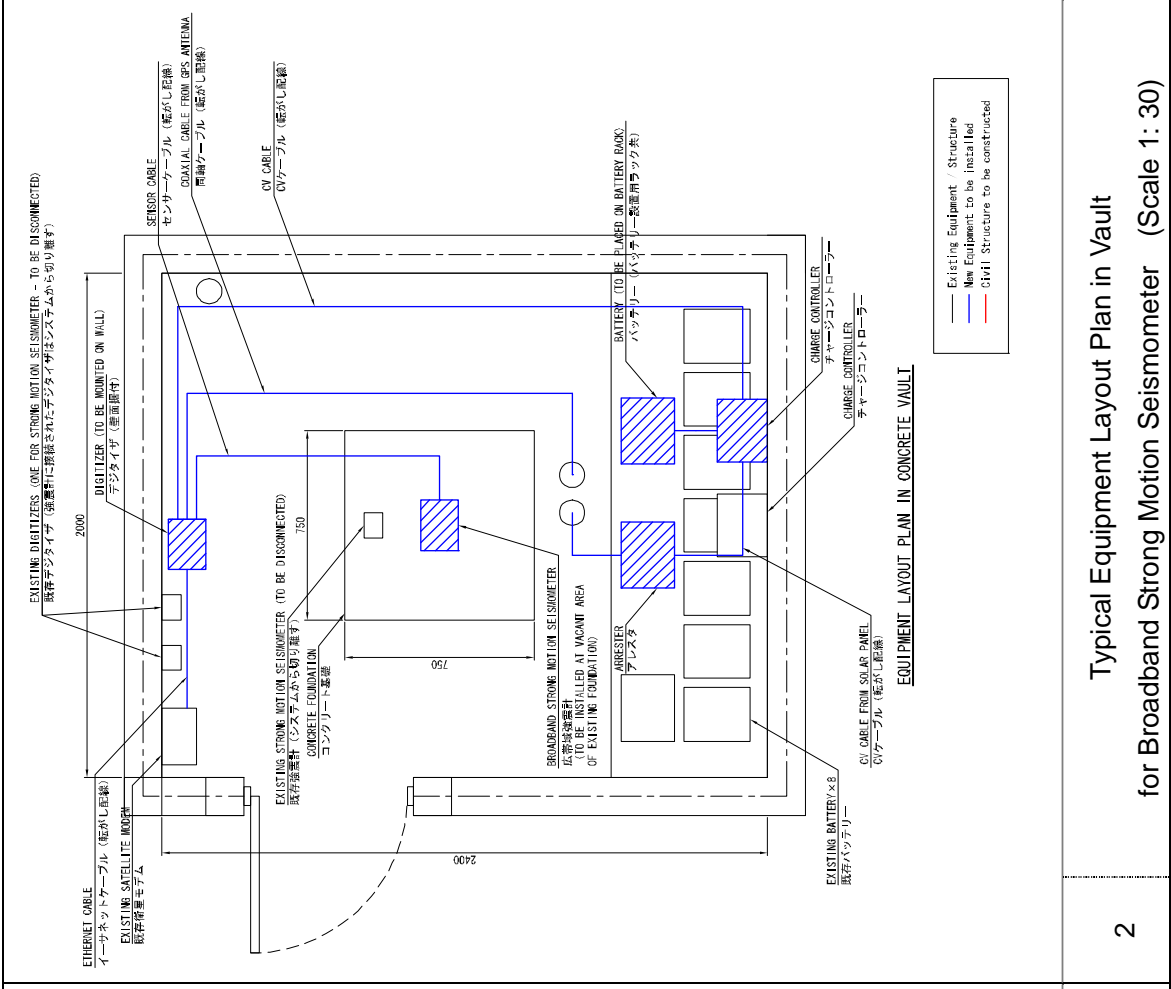 EXISTING DIGITIZERS (ONE FOR STRONG MOTION SEISMOMETER - TO BE DISCONNECTED)
既存デジタイザ (強震計に接続されたデジタイザはシステムから切り離す)
DIGITIZER (TO BE MOUNTED ON WALL)
デジタイザ (壁面据付)
SENSOR CABLE
センサーケーブル (転がし配線)
COAXIAL CABLE FROM GPS ANTENNA
同軸ケーブル (転がし配線)
CV CABLE
CVケーブル (転がし配線)
2000
ETHERNET CABLE
イーサネットケーブル (転がし配線)
EXISTING SATELLITE MODEM
既存衛星モデム
EXISTING STRONG MOTION SEISMOMETER (TO BE DISCONNECTED)
既存強震計 (システムから切り離す)
CONCRETE FOUNDATION
コンクリート基礎
750
750
BROADBAND STRONG MOTION SEISMOMETER
広帯域強震計
(TO BE INSTALLED AT VACANT AREA
OF EXISTING FOUNDATION)
2400
ARRESTER
アレスタ
BATTERY (TO BE PLACED ON BATTERY RACK)
バッテリー (バッテリー設置用ラック共)
CHARGE CONTROLLER
チャージコントローラー
CHARGE CONTROLLER
チャージコントローラー
CV CABLE FROM SOLAR PANEL
CVケーブル (転がし配線)
EXISTING BATTERY×8
既存バッテリー
EQUIPMENT LAYOUT PLAN IN CONCRETE VAULT
Existing Equipment / Structure
New Equipment to be installed
Civil Structure to be constructed
2
Typical Equipment Layout Plan in Vault
for Broadband Strong Motion Seismometer (Scale 1: 30)